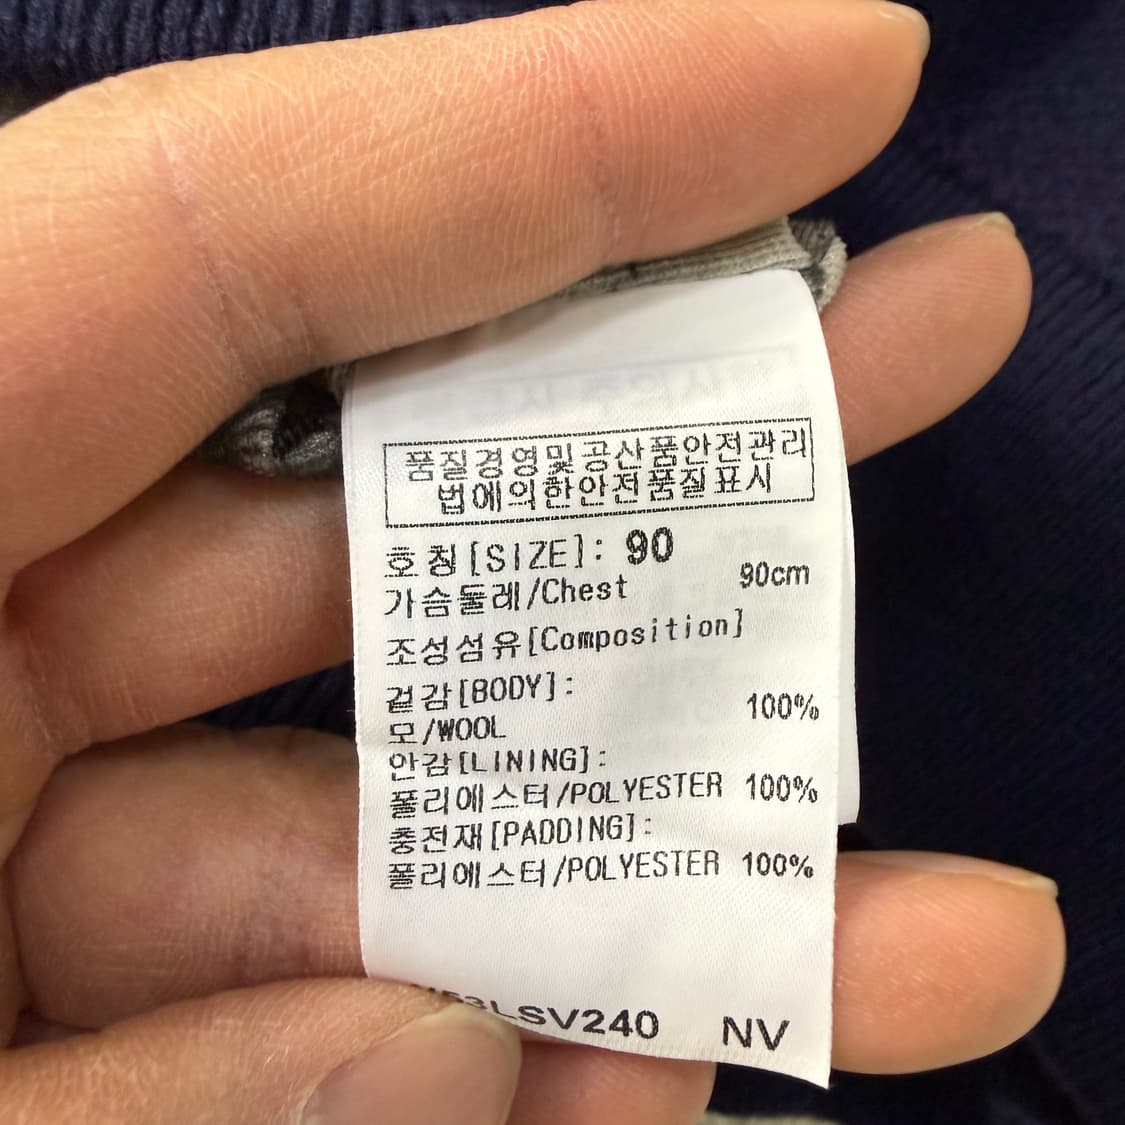 품질경영및공산품안전관리
법에의한안전품질표시
호칭[SIZE]: 90
가슴둘레/Chest 90cm
조성섬유[Composition]
겉감[BODY]:
모/WOOL 100%
안감[LINING]:
폴리에스터/POLYESTER 100%
충전재[PADDING]:
폴리에스터/POLYESTER 100%
53LSV240 NV